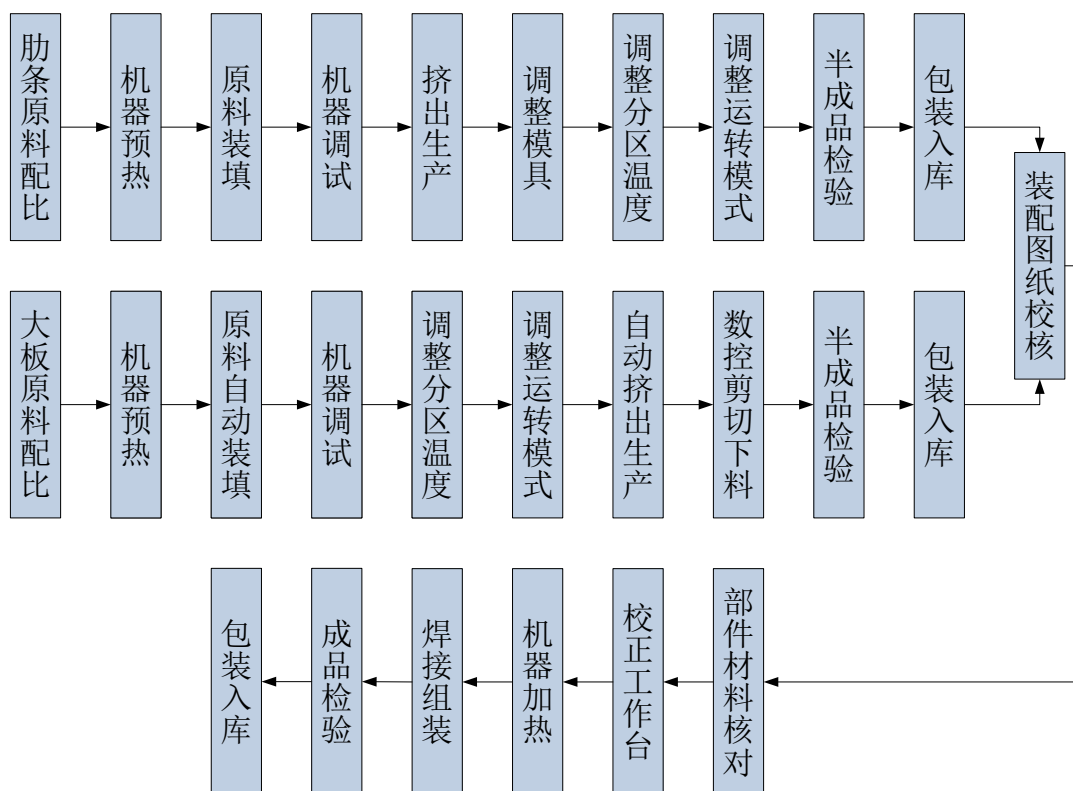 肋条原料配比
机器预热
原料装填
机器调试
挤出生产
调整模具
调整分区温度
调整运转模式
半成品检验
包装入库
装配图纸校核
大板原料配比
机器预热
原料自动装填
机器调试
调整分区温度
调整运转模式
自动挤出生产
数控剪切下料
半成品检验
包装入库
部件材料核对
校正工作台
机器加热
焊接组装
成品检验
包装入库